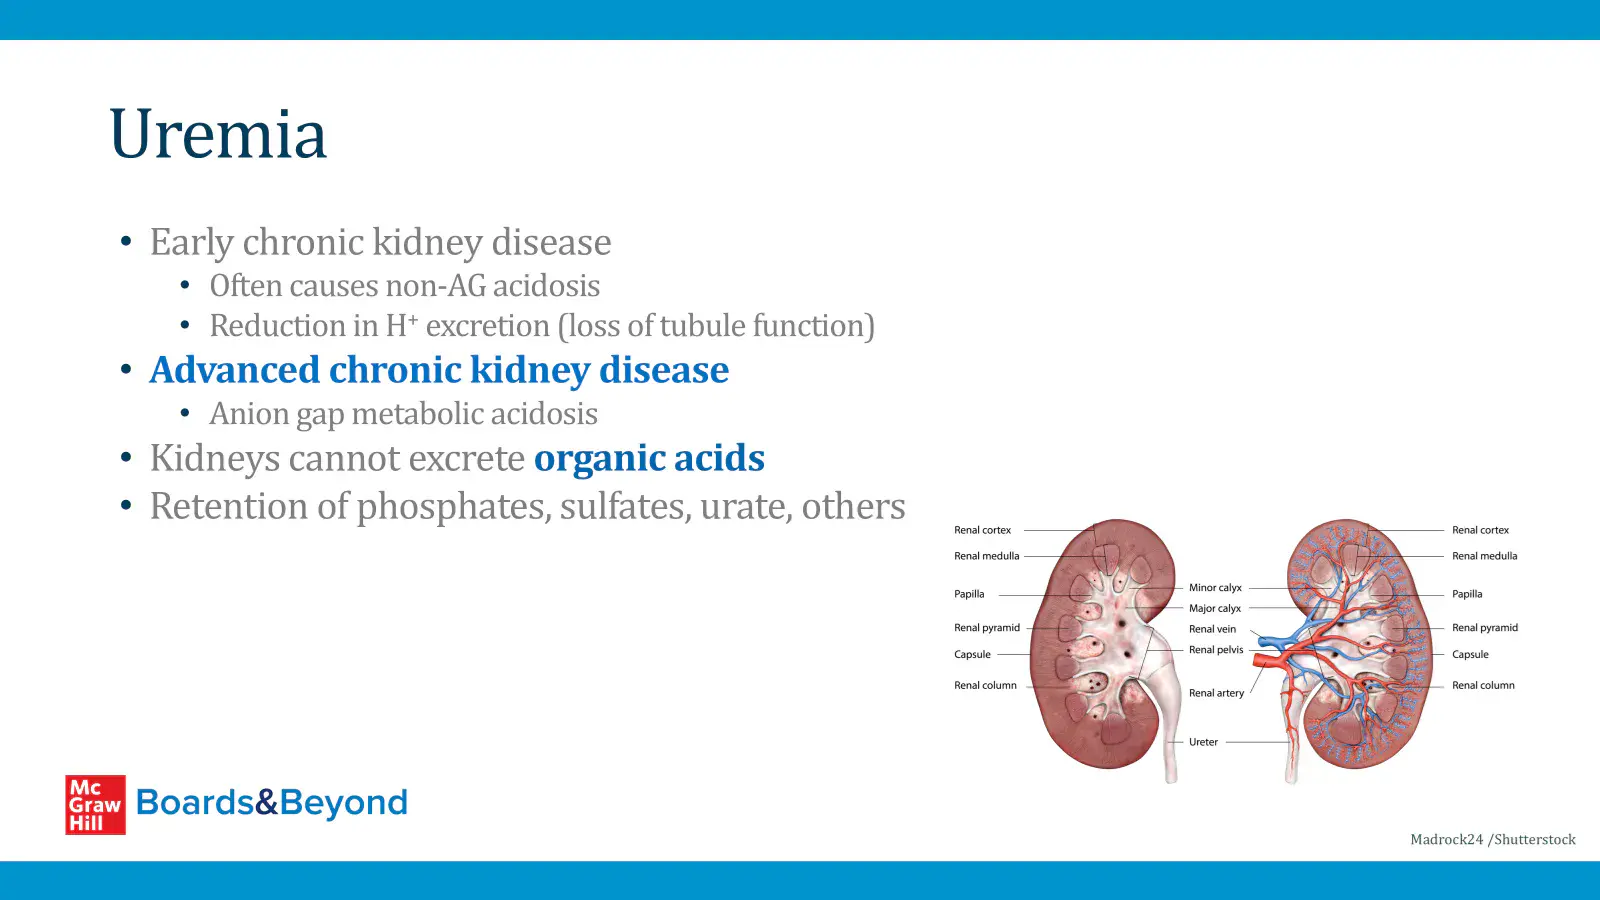 Uremia
• Early chronic kidney disease
• Often causes non-AG acidosis
• Reduction in H⁺ excretion (loss of tubule function)
• Advanced chronic kidney disease
• Anion gap metabolic acidosis
• Kidneys cannot excrete organic acids
• Retention of phosphates, sulfates, urate, others
Renal cortex
Renal medulla
Papilla
Renal pyramid
Capsule
Renal column
Minor calyx
Major calyx
Renal vein
Renal pelvis
Renal artery
Ureter
Renal cortex
Renal medulla
Papilla
Renal pyramid
Capsule
Renal column
Mc
Graw
Hill
Boards&Beyond
Madrock24 /Shutterstock